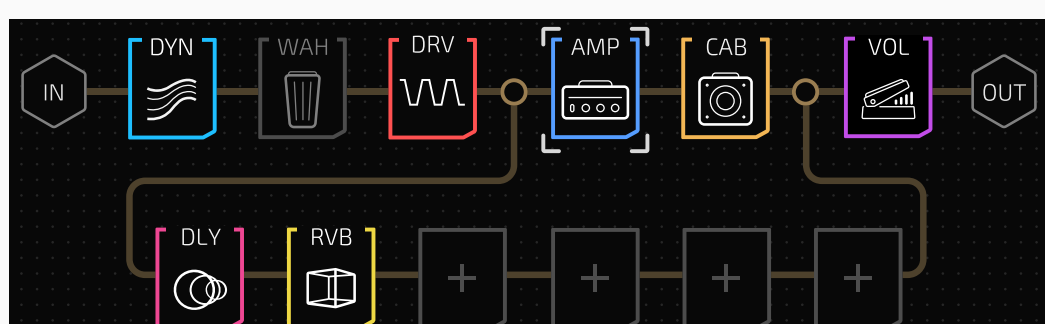 IN
DYN
WAH
DRV
AMP
CAB
VOL
OUT
DLY
RVB
+
+
+
+